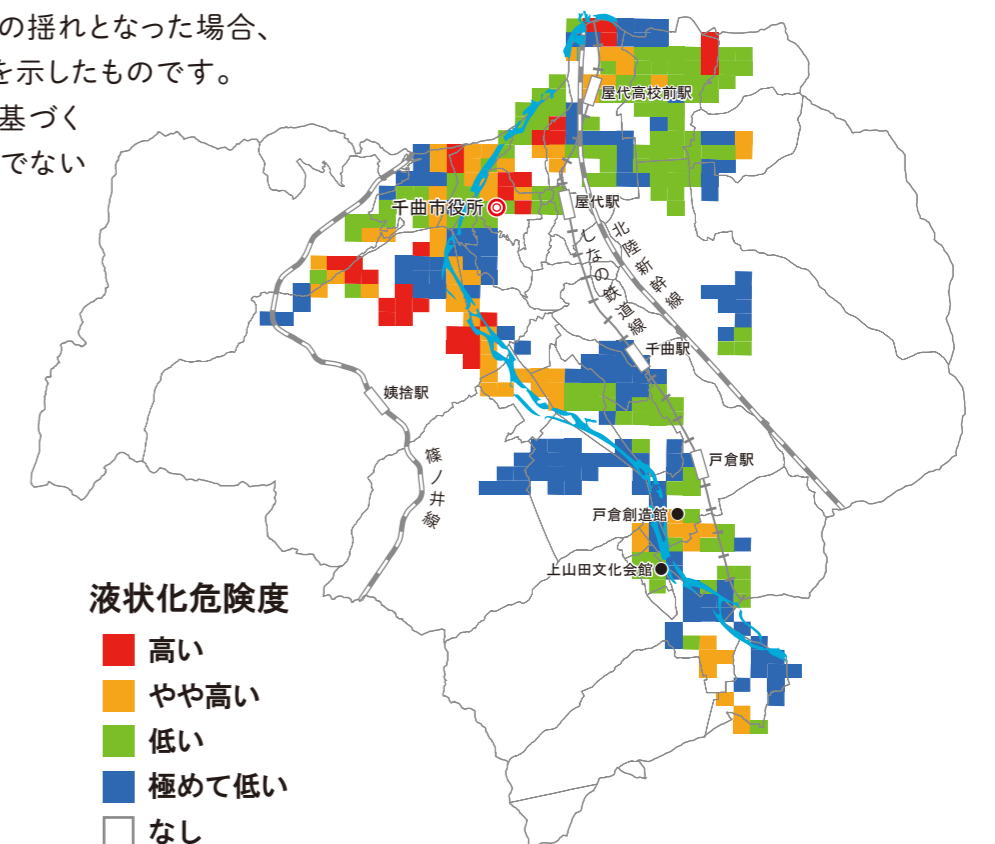 の揺れとなった場合、
を示したものです。
基づく
でない
屋代高校前駅
千曲市役所
屋代駅
北陸新幹線
しなの鉄道線
千曲駅
姨捨駅
篠ノ井線
戸倉駅
戸倉創造館
上山田文化会館
液状化危険度
高い
やや高い
低い
極めて低い
なし